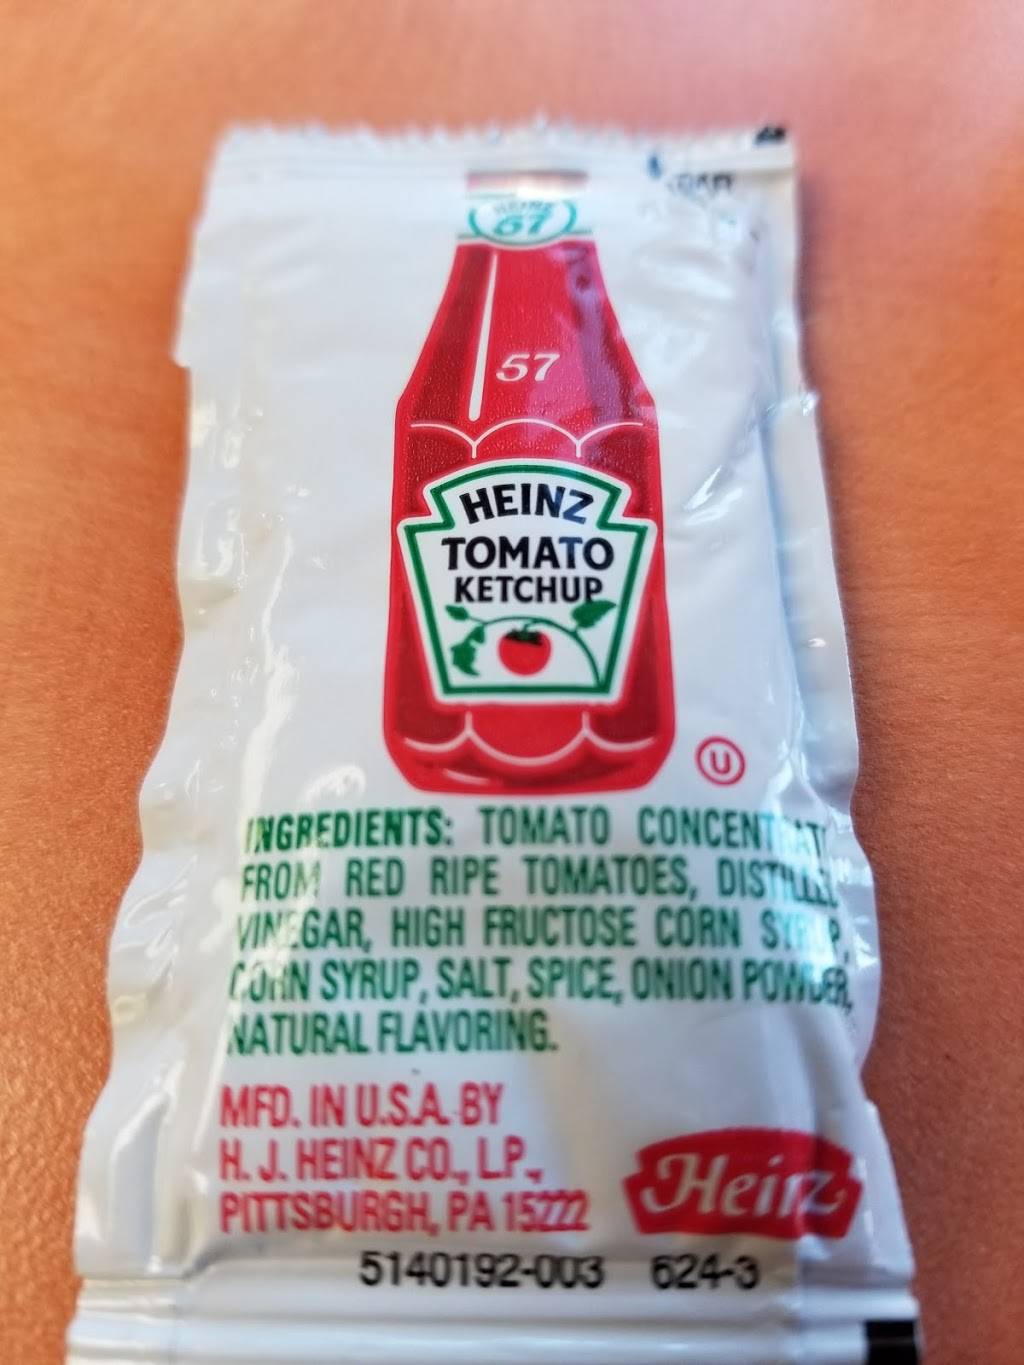 HEINZ
57
57
HEINZ
TOMATO
KETCHUP
U
INGREDIENTS: TOMATO CONCENTRAT
FROM RED RIPE TOMATOES, DISTILLED
VINEGAR, HIGH FRUCTOSE CORN SYRUP,
CORN SYRUP, SALT, SPICE, ONION POWDER,
NATURAL FLAVORING.
MFD. IN U.S.A. BY
H. J. HEINZ CO., L.P.,
PITTSBURGH, PA 15222
Heinz
5140192-003 624-3